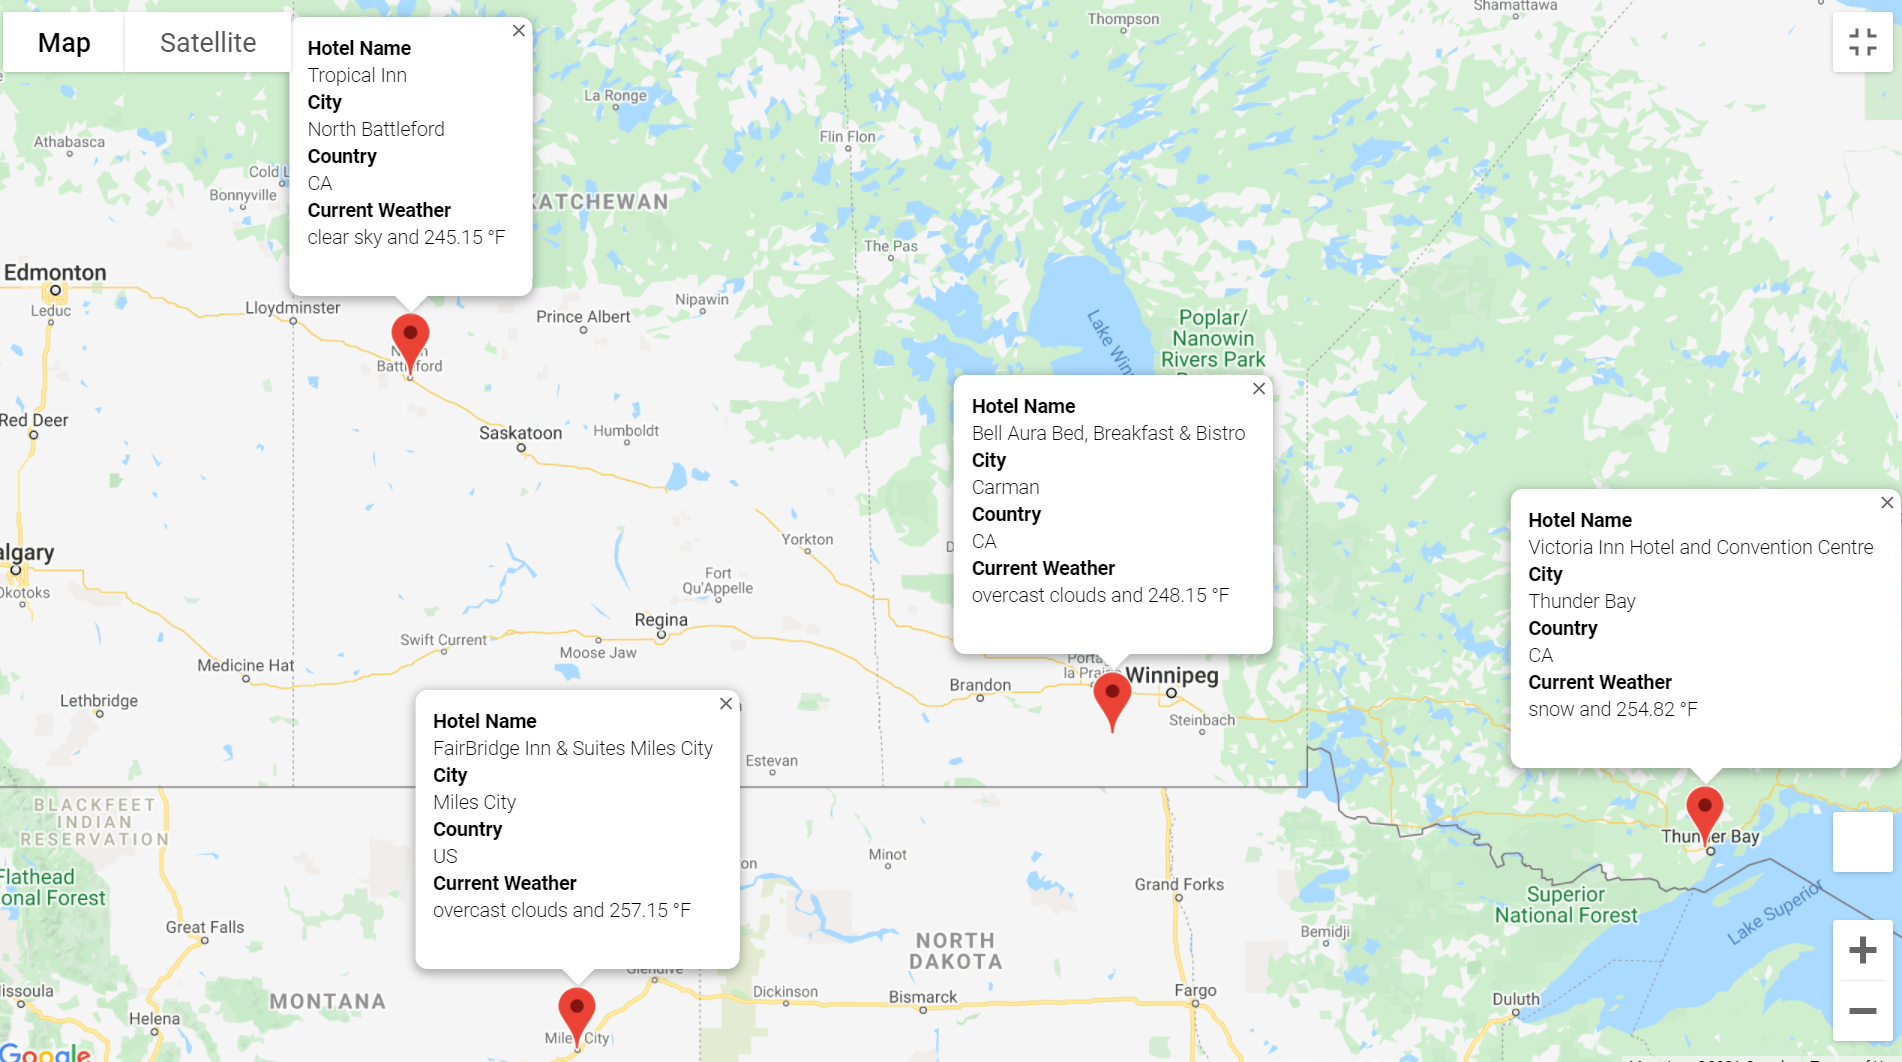 Map
Satellite
Hotel Name
Tropical Inn
City
North Battleford
Country
CA
Current Weather
clear sky and 245.15 °F
Thompson
Shamattawa
La Ronge
Flin Flon
Athabasca
Cold L
Bonnyville
KATCHEWAN
The Pas
Edmonton
Leduc
Lloydminster
Prince Albert
Nipawin
Battleford
Poplar/
Nanowin
Rivers Park
Red Deer
Saskatoon
Humboldt
Hotel Name
Bell Aura Bed, Breakfast & Bistro
City
Carman
Country
CA
Current Weather
overcast clouds and 248.15 °F
Hotel Name
Victoria Inn Hotel and Convention Centre
City
Thunder Bay
Country
CA
Current Weather
snow and 254.82 °F
algary
Okotoks
Yorkton
Fort
Qu'Appelle
Regina
Swift Current
Moose Jaw
Medicine Hat
Lethbridge
Brandon
Porta
la Prairie
Winnipeg
Steinbach
Estevan
Hotel Name
FairBridge Inn & Suites Miles City
City
Miles City
Country
US
Current Weather
overcast clouds and 257.15 °F
BLACKFEET
INDIAN
RESERVATION
Flathead
onal Forest
Great Falls
Minot
Grand Forks
Thunder Bay
Superior
National Forest
Lake Superior
Bemidji
NORTH
DAKOTA
MONTANA
Glendive
Dickinson
Bismarck
Fargo
Duluth
issoula
Helena
Miles City
Google